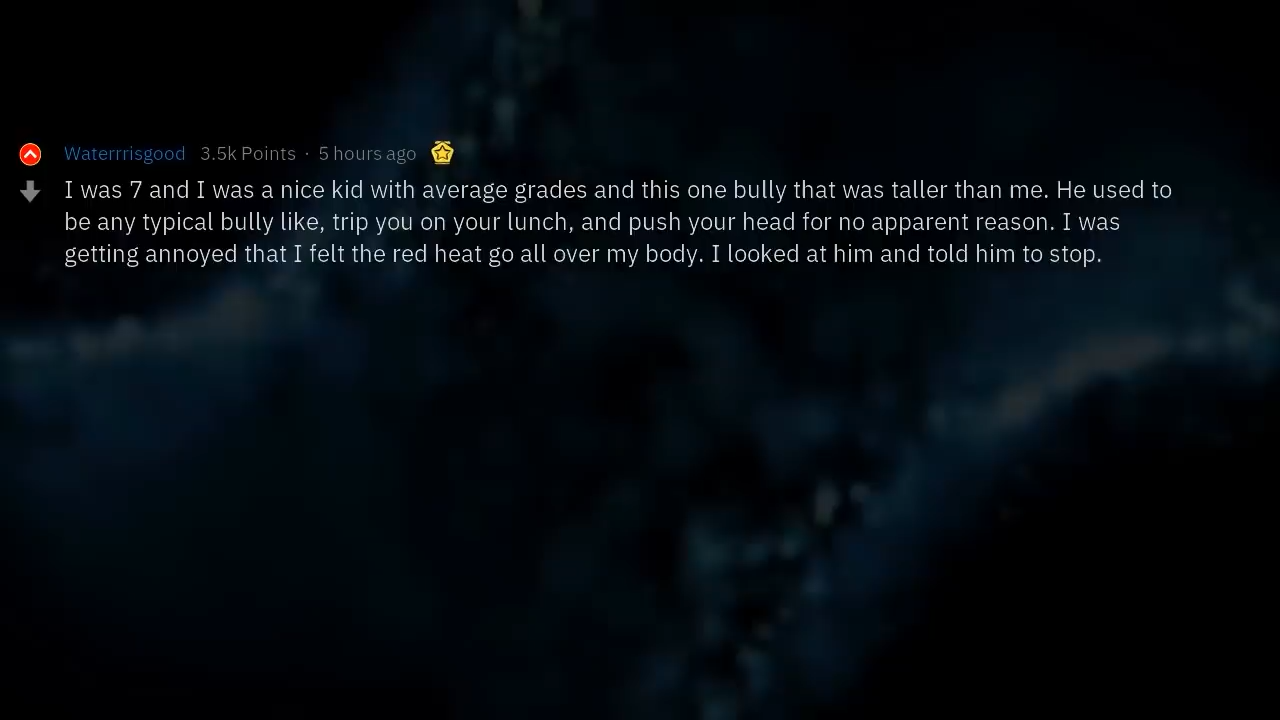 Waterrrisgood 3.5k Points · 5 hours ago
I was 7 and I was a nice kid with average grades and this one bully that was taller than me. He used to
be any typical bully like, trip you on your lunch, and push your head for no apparent reason. I was
getting annoyed that I felt the red heat go all over my body. I looked at him and told him to stop.